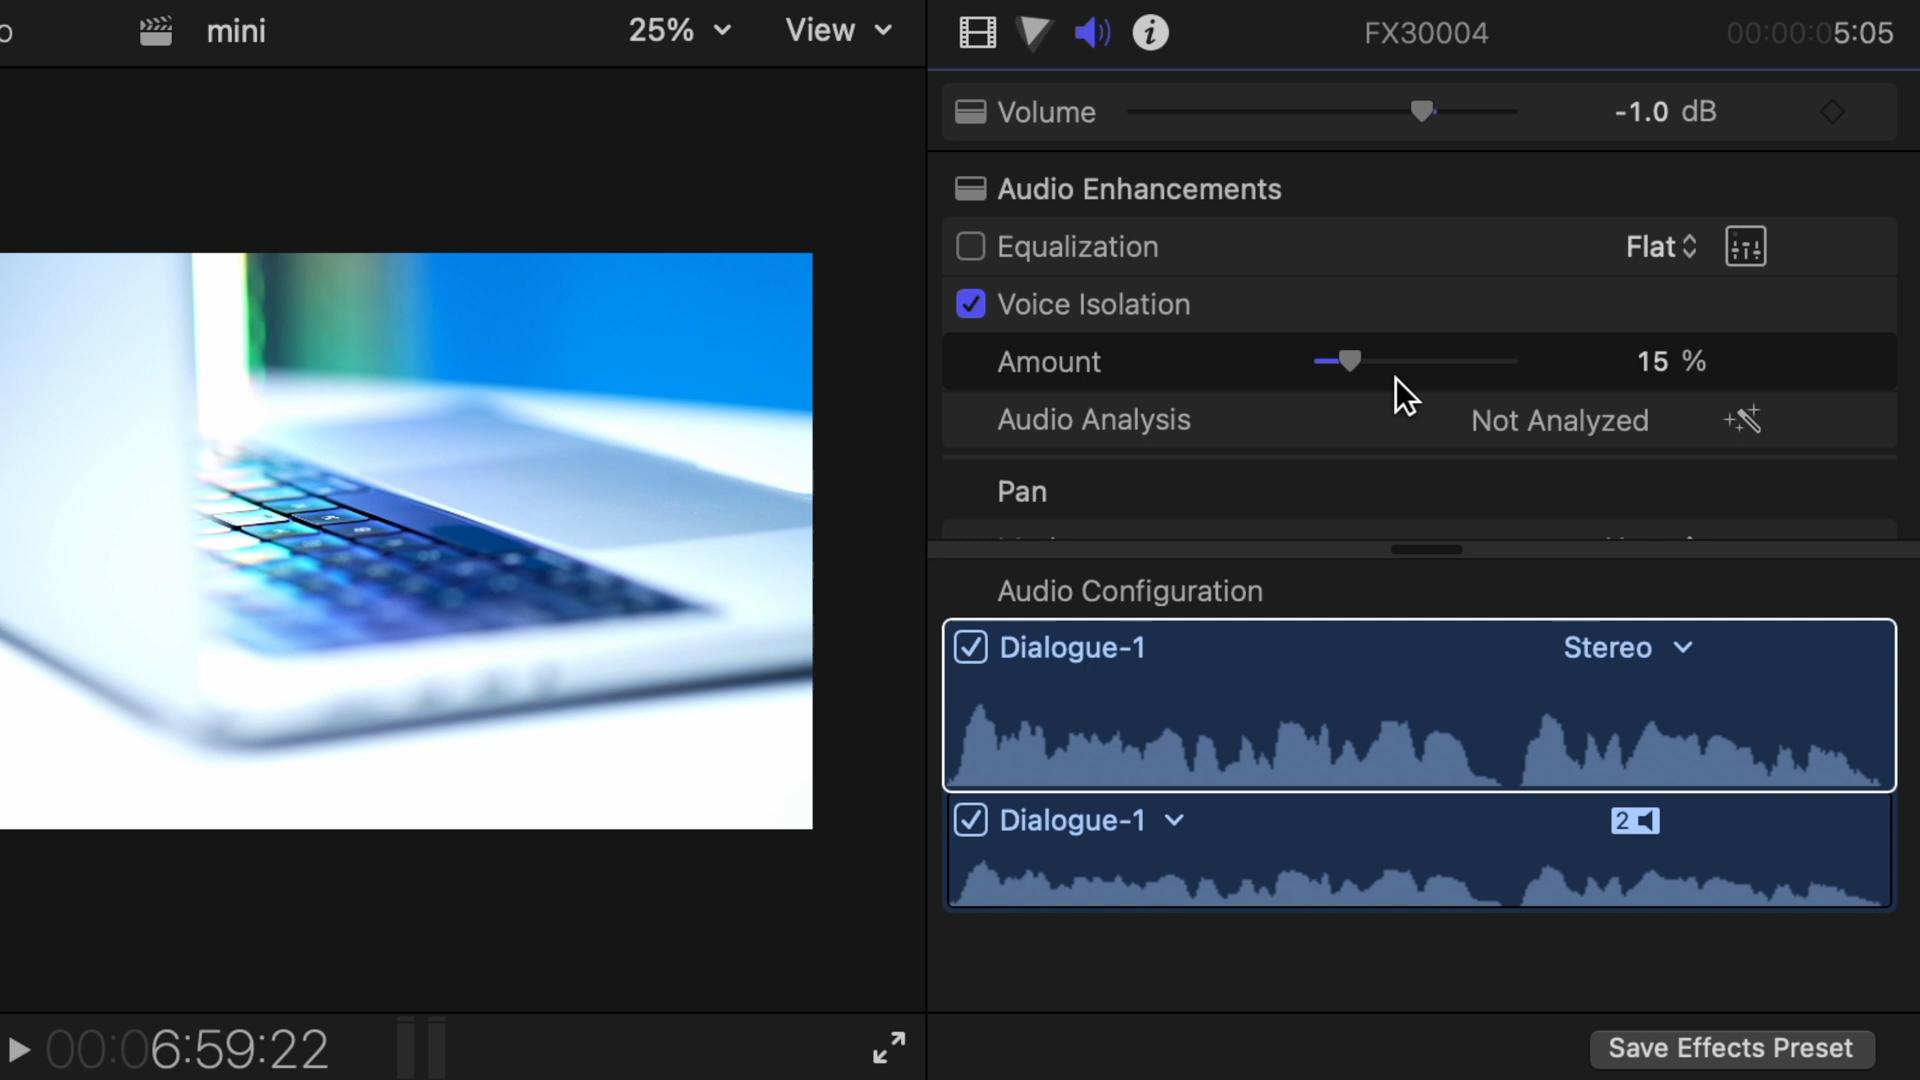 mini
25%
View
FX30004
00:00:05:05
Volume
-1.0 dB
Audio Enhancements
Equalization
Flat
Voice Isolation
Amount
15 %
Audio Analysis
Not Analyzed
Pan
Audio Configuration
Dialogue-1
Stereo
Dialogue-1
2
00:06:59:22
Save Effects Preset